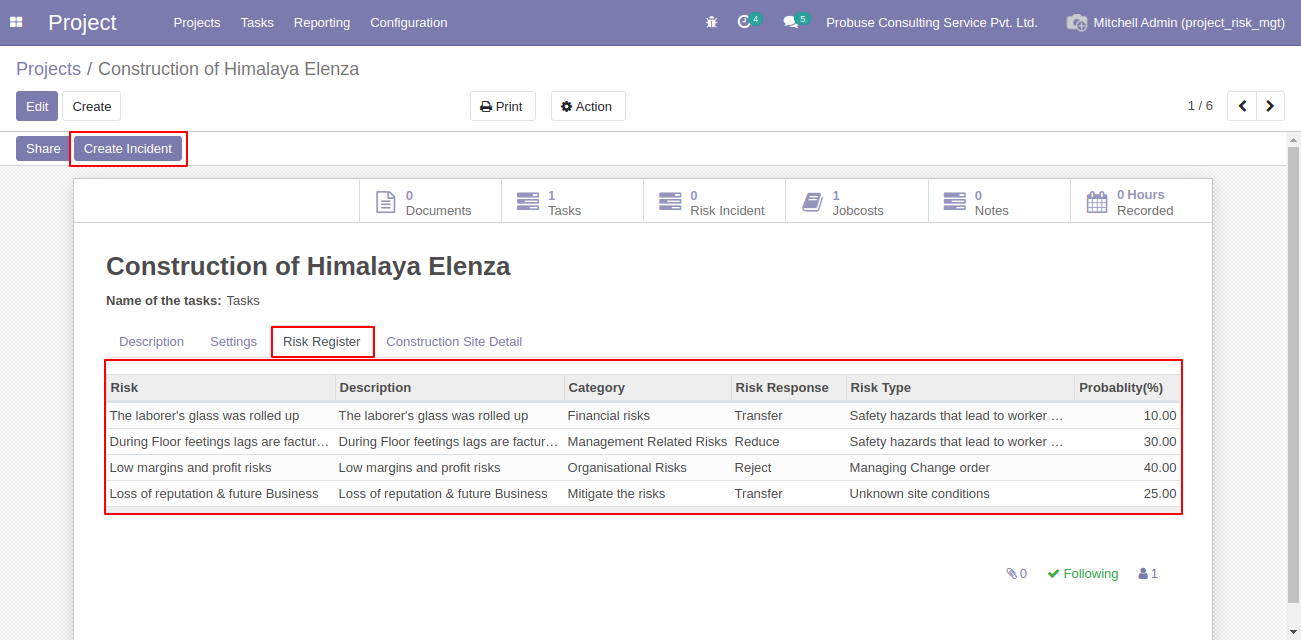 Project Projects Tasks Reporting Configuration 4 5 Probuse Consulting Service Pvt. Ltd. Mitchell Admin (project_risk_mgt)
Projects / Construction of Himalaya Elenza
Edit Create Print Action 1 / 6
Share Create Incident
0 Documents
1 Tasks
0 Risk Incident
1 Jobcosts
0 Notes
0 Hours Recorded
Construction of Himalaya Elenza
Name of the tasks: Tasks
Description Settings Risk Register Construction Site Detail
Risk Description Category Risk Response Risk Type Probablity(%)
The laborer's glass was rolled up The laborer's glass was rolled up Financial risks Transfer Safety hazards that lead to worker … 10.00
During Floor feetings lags are factur… During Floor feetings lags are factur… Management Related Risks Reduce Safety hazards that lead to worker … 30.00
Low margins and profit risks Low margins and profit risks Organisational Risks Reject Managing Change order 40.00
Loss of reputation & future Business Loss of reputation & future Business Mitigate the risks Transfer Unknown site conditions 25.00
0 Following 1